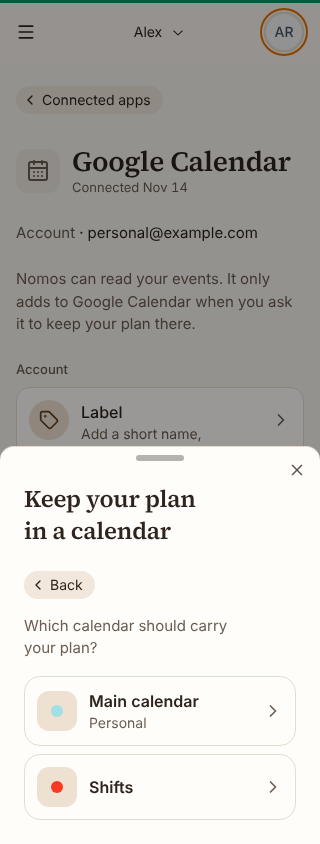 Alex
AR
Connected apps
Google Calendar
Connected Nov 14
Account · personal@example.com
Nomos can read your events. It only
adds to Google Calendar when you ask
it to keep your plan there.
Account
Label
Add a short name,
Keep your plan
in a calendar
Back
Which calendar should carry
your plan?
Main calendar
Personal
Shifts